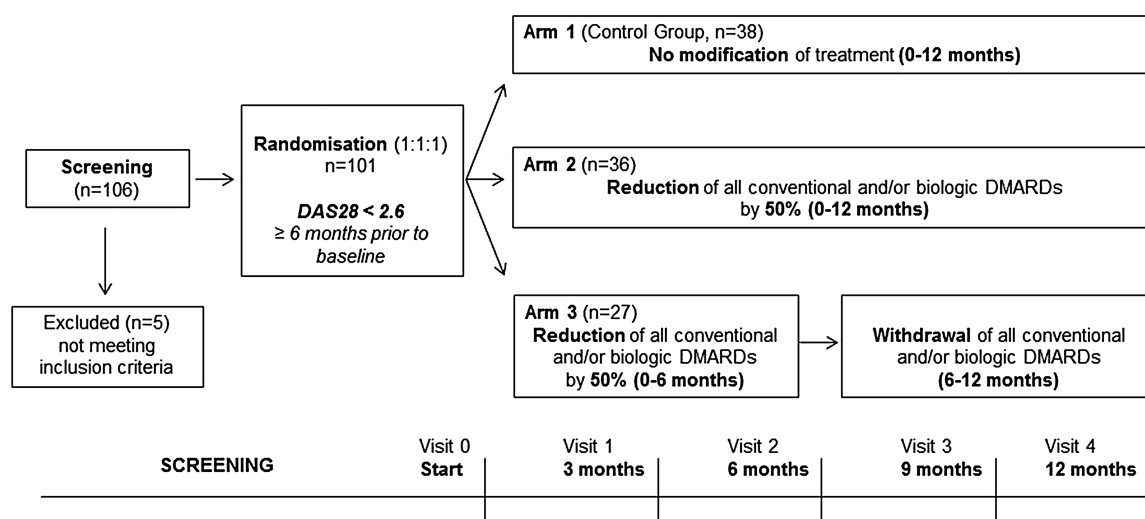 Screening
(n=106)
Excluded (n=5)
not meeting
inclusion criteria
Randomisation (1:1:1)
n=101
DAS28 < 2.6
≥ 6 months prior to
baseline
Arm 1 (Control Group, n=38)
No modification of treatment (0-12 months)
Arm 2 (n=36)
Reduction of all conventional and/or biologic DMARDs
by 50% (0-12 months)
Arm 3 (n=27)
Reduction of all conventional
and/or biologic DMARDs
by 50% (0-6 months)
Withdrawal of all conventional
and/or biologic DMARDs
(6-12 months)
SCREENING
Visit 0
Start
Visit 1
3 months
Visit 2
6 months
Visit 3
9 months
Visit 4
12 months